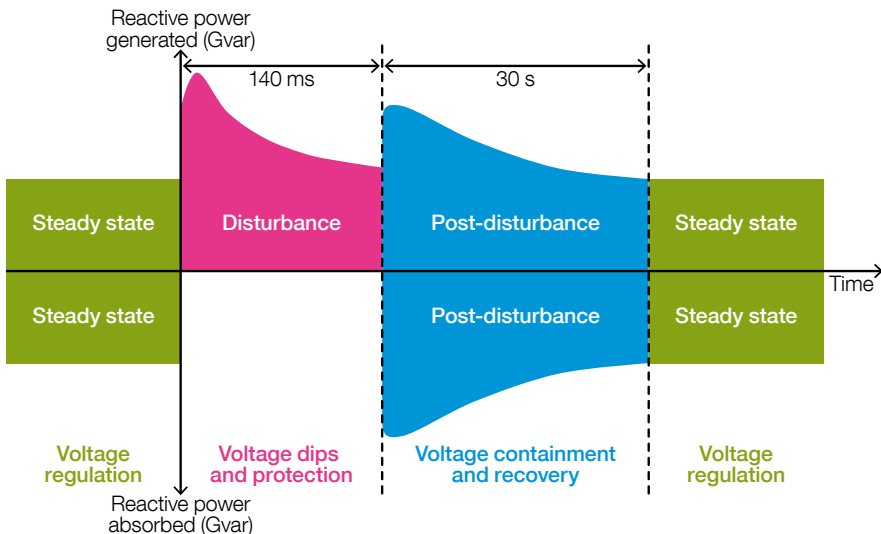 Reactive power
generated (Gvar)
140 ms
30 s
Steady state
Disturbance
Post-disturbance
Steady state
Time
Steady state
Post-disturbance
Steady state
Voltage
regulation
Voltage dips
and protection
Voltage containment
and recovery
Voltage
regulation
Reactive power
absorbed (Gvar)